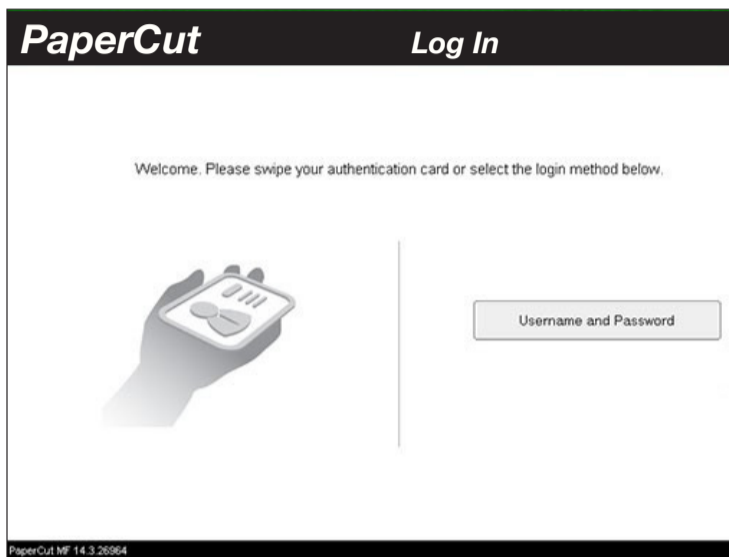 PaperCut
Log In
Welcome. Please swipe your authentication card or select the login method below.
Username and Password
PaperCut MF 14.3.26964